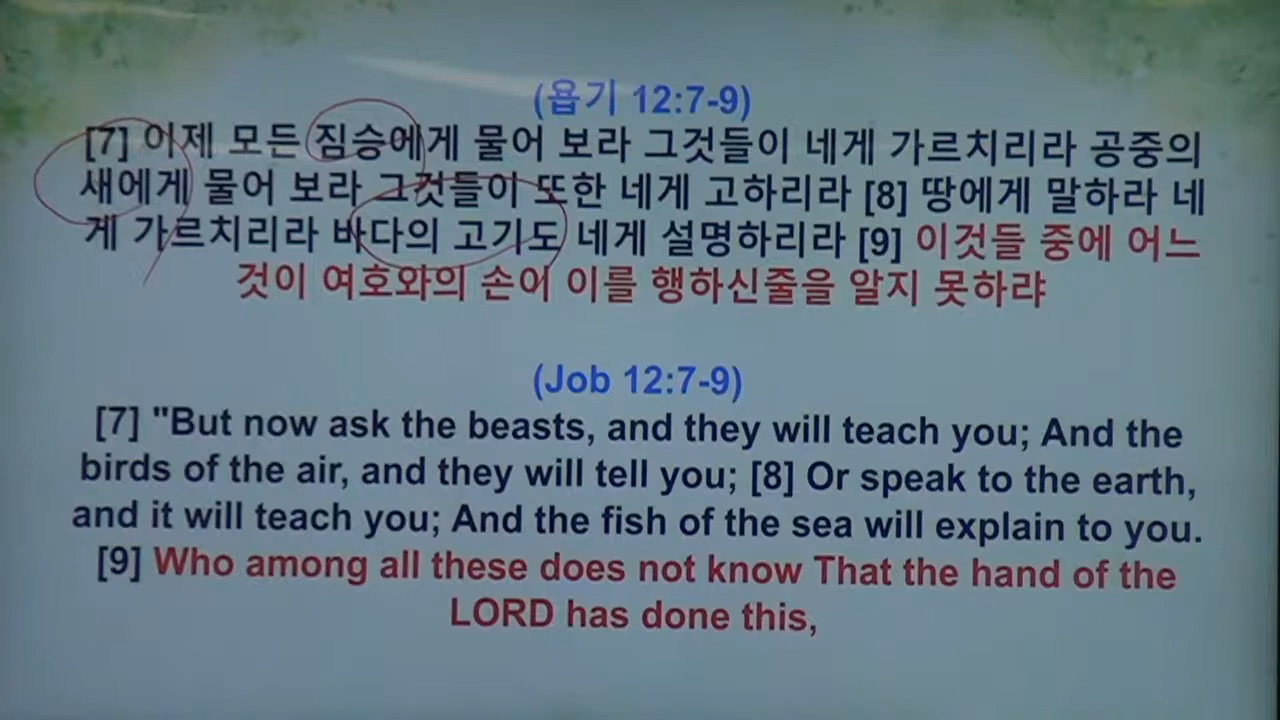 (욥기 12:7-9)
[7] 이제 모든 짐승에게 물어 보라 그것들이 네게 가르치리라 공중의
새에게 물어 보라 그것들이 또한 네게 고하리라 [8] 땅에게 말하라 네
게 가르치리라 바다의 고기도 네게 설명하리라 [9] 이것들 중에 어느
것이 여호와의 손어 이를 행하신줄을 알지 못하랴
(Job 12:7-9)
[7] "But now ask the beasts, and they will teach you; And the
birds of the air, and they will tell you; [8] Or speak to the earth,
and it will teach you; And the fish of the sea will explain to you.
[9] Who among all these does not know That the hand of the
LORD has done this,